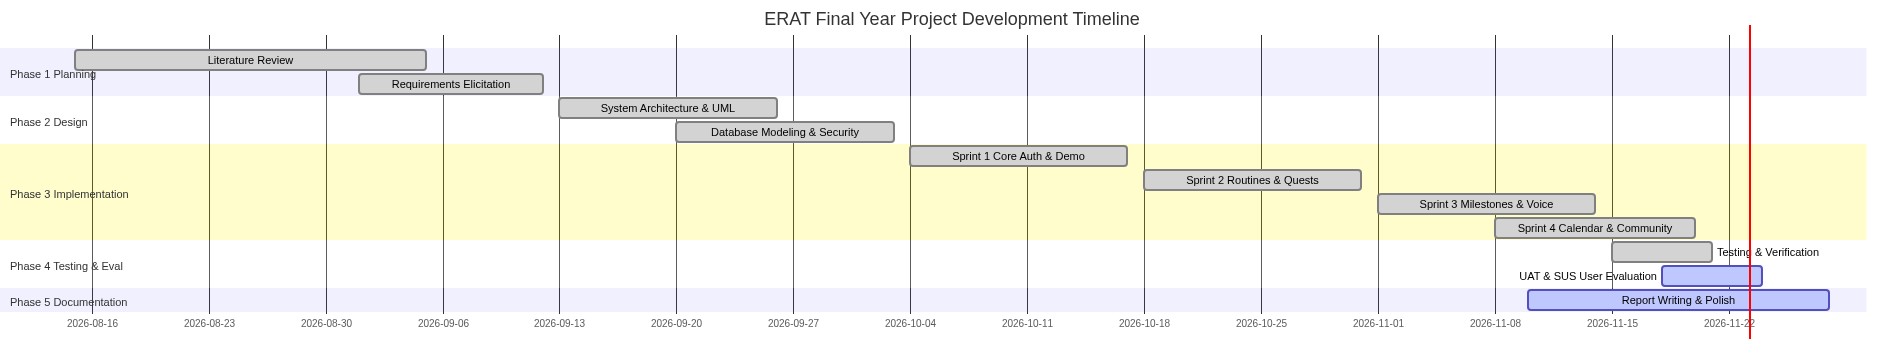 ERAT Final Year Project Development Timeline
Phase 1 Planning
Literature Review
Requirements Elicitation
Phase 2 Design
System Architecture & UML
Database Modeling & Security
Phase 3 Implementation
Sprint 1 Core Auth & Demo
Sprint 2 Routines & Quests
Sprint 3 Milestones & Voice
Sprint 4 Calendar & Community
Phase 4 Testing & Eval
Testing & Verification
UAT & SUS User Evaluation
Phase 5 Documentation
Report Writing & Polish
2026-08-16 2026-08-23 2026-08-30 2026-09-06 2026-09-13 2026-09-20 2026-09-27 2026-10-04 2026-10-11 2026-10-18 2026-10-25 2026-11-01 2026-11-08 2026-11-15 2026-11-22